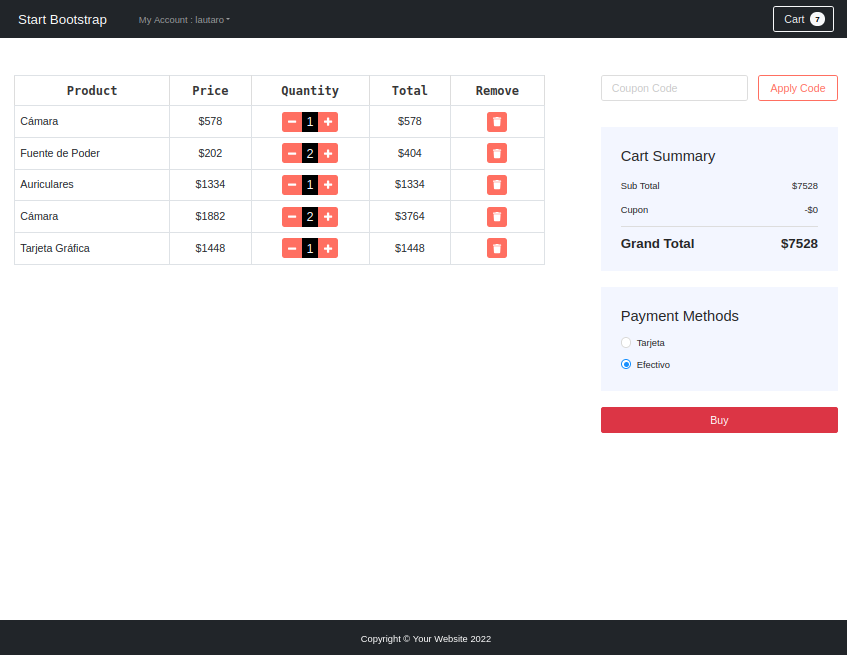 Start Bootstrap My Account : lautaro Cart 7
Product Price Quantity Total Remove
Cámara $578 1 $578
Fuente de Poder $202 2 $404
Auriculares $1334 1 $1334
Cámara $1882 2 $3764
Tarjeta Gráfica $1448 1 $1448
Coupon Code Apply Code
Cart Summary
Sub Total $7528
Cupon -$0
Grand Total $7528
Payment Methods
Tarjeta
Efectivo
Buy
Copyright © Your Website 2022